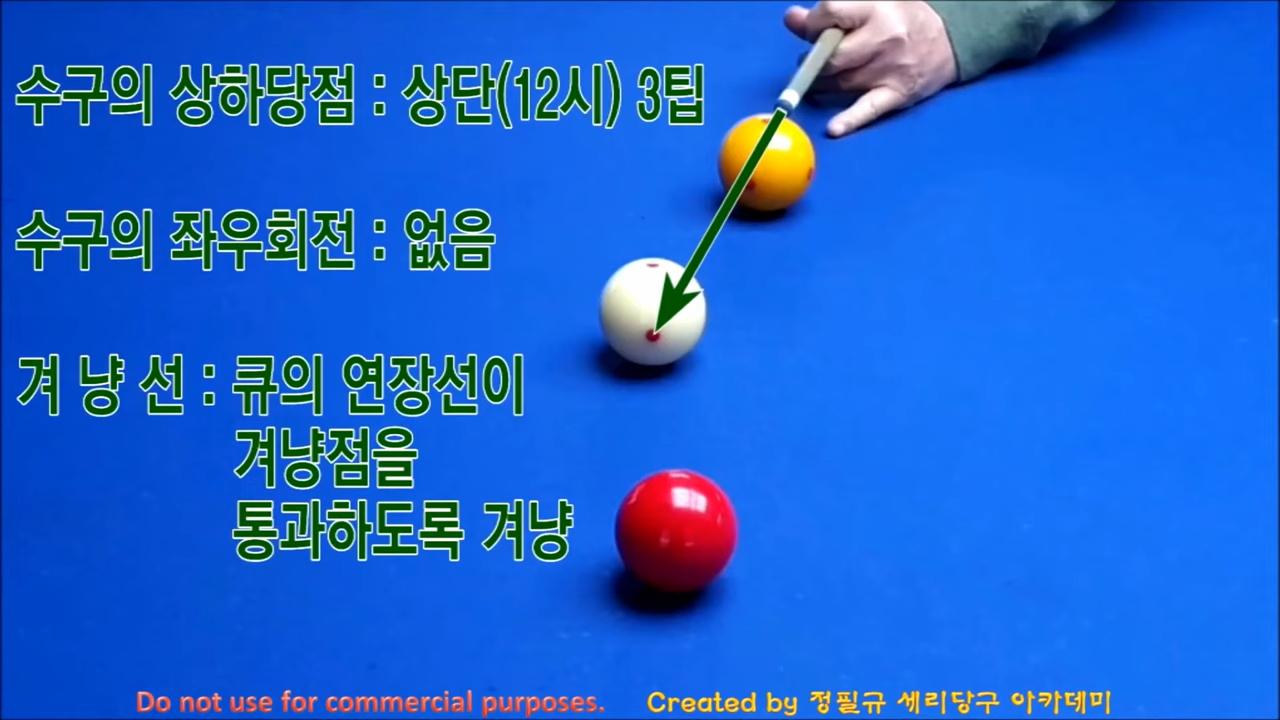 수구의 상하당점 : 상단(12시) 3팁
수구의 좌우회전 : 없음
겨 냥 선 : 큐의 연장선이
겨냥점을
통과하도록 겨냥
Do not use for commercial purposes. Created by 정필규 세리당구 아카데미